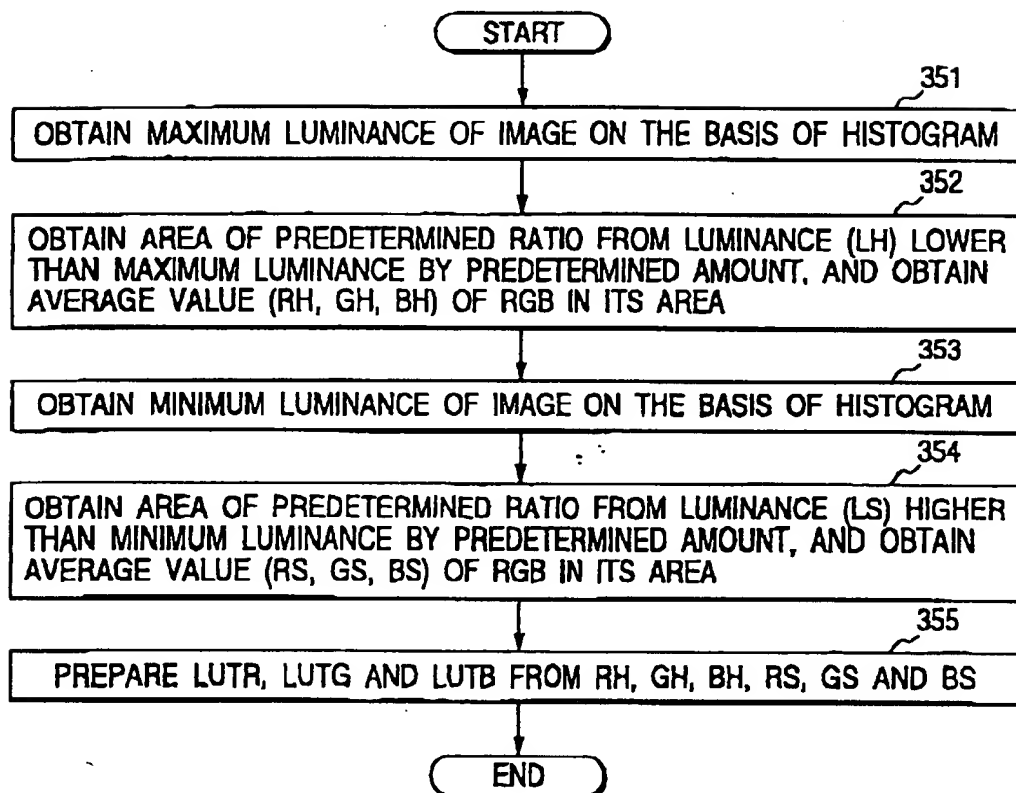 START
351
OBTAIN MAXIMUM LUMINANCE OF IMAGE ON THE BASIS OF HISTOGRAM
352
OBTAIN AREA OF PREDETERMINED RATIO FROM LUMINANCE (LH) LOWER
THAN MAXIMUM LUMINANCE BY PREDETERMINED AMOUNT, AND OBTAIN
AVERAGE VALUE (RH, GH, BH) OF RGB IN ITS AREA
353
OBTAIN MINIMUM LUMINANCE OF IMAGE ON THE BASIS OF HISTOGRAM
354
OBTAIN AREA OF PREDETERMINED RATIO FROM LUMINANCE (LS) HIGHER
THAN MINIMUM LUMINANCE BY PREDETERMINED AMOUNT, AND OBTAIN
AVERAGE VALUE (RS, GS, BS) OF RGB IN ITS AREA
355
PREPARE LUTR, LUTG AND LUTB FROM RH, GH, BH, RS, GS AND BS
END